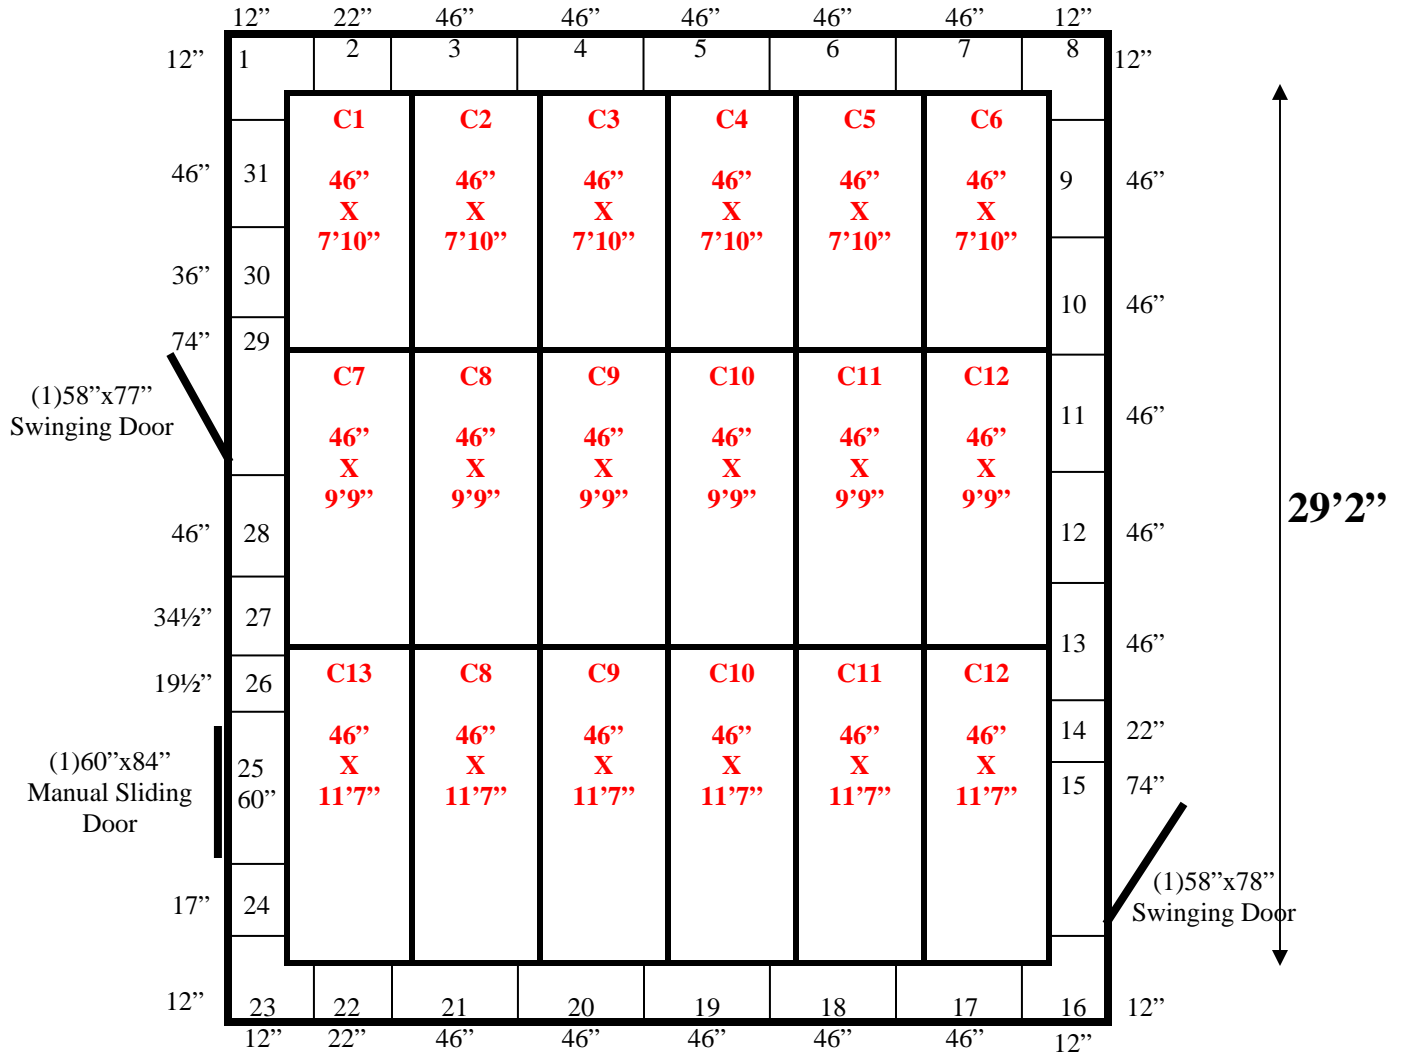 12” 22” 46” 46” 46” 46” 46” 12”
12” 1 2 3 4 5 6 7 8 12”
C1 C2 C3 C4 C5 C6
46” 31 46” 46” 46” 46” 46” 46” 9 46”
X X X X X X
7’10” 7’10” 7’10” 7’10” 7’10” 7’10”
36” 30 10 46”
74” 29
C7 C8 C9 C10 C11 C12
(1)58”x77”
Swinging Door
11 46”
46” 46” 46” 46” 46” 46”
X X X X X X
9’9” 9’9” 9’9” 9’9” 9’9” 9’9”
29’2”
46” 28 12 46”
34½” 27 13 46”
19½” 26 C13 C8 C9 C10 C11 C12
14 22”
46” 46” 46” 46” 46” 46”
X X X X X X
11’7” 11’7” 11’7” 11’7” 11’7” 11’7”
(1)60”x84”
Manual Sliding
Door
25
60”
15 74”
(1)58”x78”
Swinging Door
17” 24
12” 23 22 21 20 19 18 17 16 12”
12” 22” 46” 46” 46” 46” 46” 12”